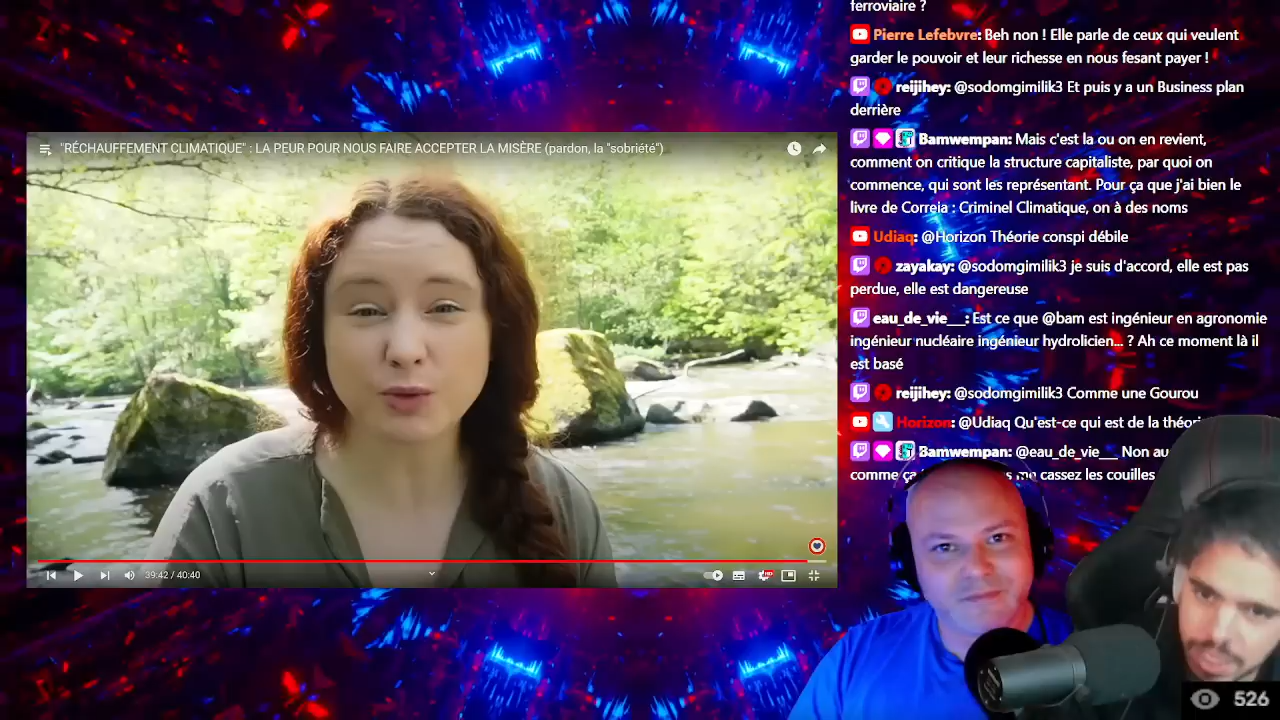 ferroviaire ?
Pierre Lefebvre: Beh non ! Elle parle de ceux qui veulent
garder le pouvoir et leur richesse en nous fesant payer !
reijihey: @sodomgimilik3 Et puis y a un Business plan
derrière
Bamwempan: Mais c'est la ou on en revient,
comment on critique la structure capitaliste, par quoi on
commence, qui sont les représentant. Pour ça que j'ai bien le
livre de Correia : Criminel Climatique, on à des noms
Udiaq: @Horizon Théorie conspi débile
zayakay: @sodomgimilik3 je suis d'accord, elle est pas
perdue, elle est dangereuse
eau_de_vie__: Est ce que @bam est ingénieur en agronomie
ingénieur nucléaire ingénieur hydrolicien... ? Ah ce moment là il
est basé
reijihey: @sodomgimilik3 Comme une Gourou
Horizon: @Udiaq Qu'est-ce qui est de la théori
Bamwempan: @eau_de_vie__ Non au
comme ça me cassez les couilles
"RÉCHAUFFEMENT CLIMATIQUE" : LA PEUR POUR NOUS FAIRE ACCEPTER LA MISÈRE (pardon, la "sobriété")
39:42 / 40:40
HD
526